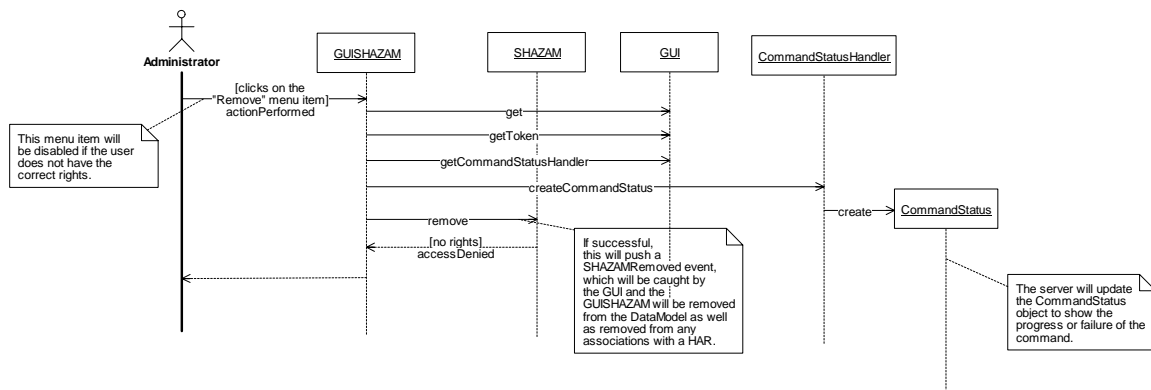 Administrator
GUISHAZAM
SHAZAM
GUI
CommandStatusHandler
[clicks on the
"Remove" menu item]
actionPerformed
This menu item will
be disabled if the user
does not have the
correct rights.
get
getToken
getCommandStatusHandler
createCommandStatus
create
CommandStatus
remove
[no rights]
accessDenied
If successful,
this will push a
SHAZAMRemoved event,
which will be caught by
the GUI and the
GUISHAZAM will be removed
from the DataModel as well
as removed from any
associations with a HAR.
The server will update
the CommandStatus
object to show the
progress or failure of the
command.